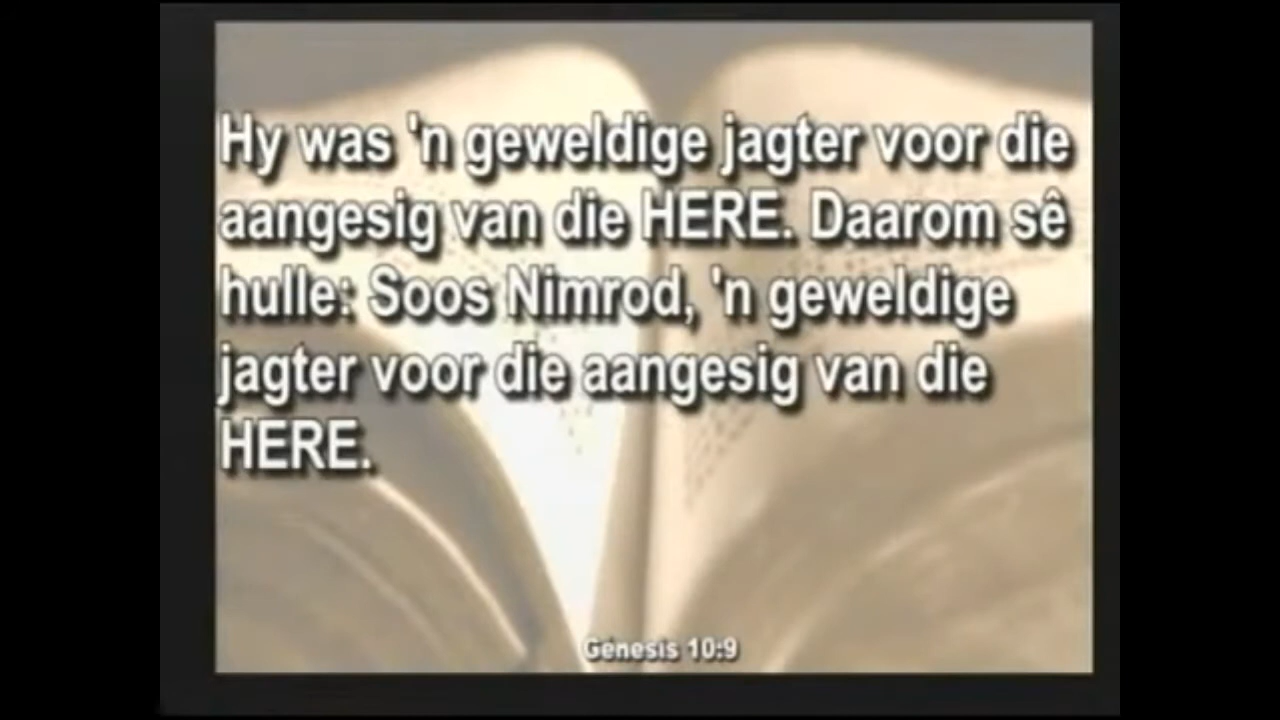 Hy was 'n geweldige jagter voor die
aangesig van die HERE. Daarom sê
hulle: Soos Nimrod, 'n geweldige
jagter voor die aangesig van die
HERE.
Genesis 10:9